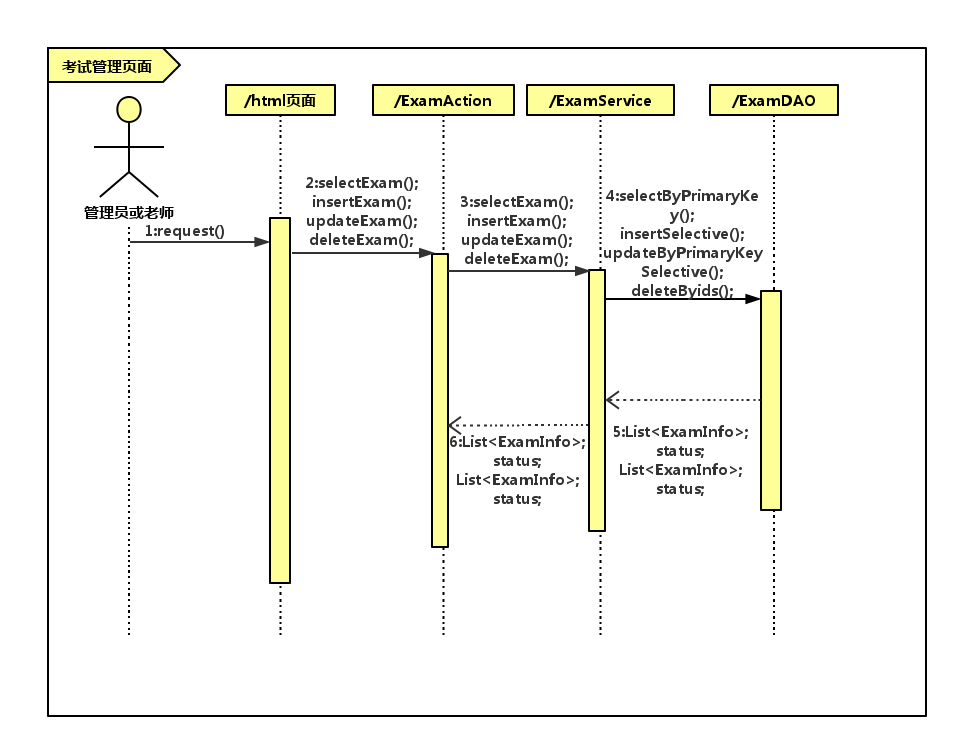 考试管理页面
/html页面
/ExamAction
/ExamService
/ExamDAO
管理员或老师
1:request()
2:selectExam();
insertExam();
updateExam();
deleteExam();
3:selectExam();
insertExam();
updateExam();
deleteExam();
4:selectByPrimaryKe
y();
insertSelective();
updateByPrimaryKey
Selective();
deleteByids();
5:List<ExamInfo>;
status;
List<ExamInfo>;
status;
6:List<ExamInfo>;
status;
List<ExamInfo>;
status;